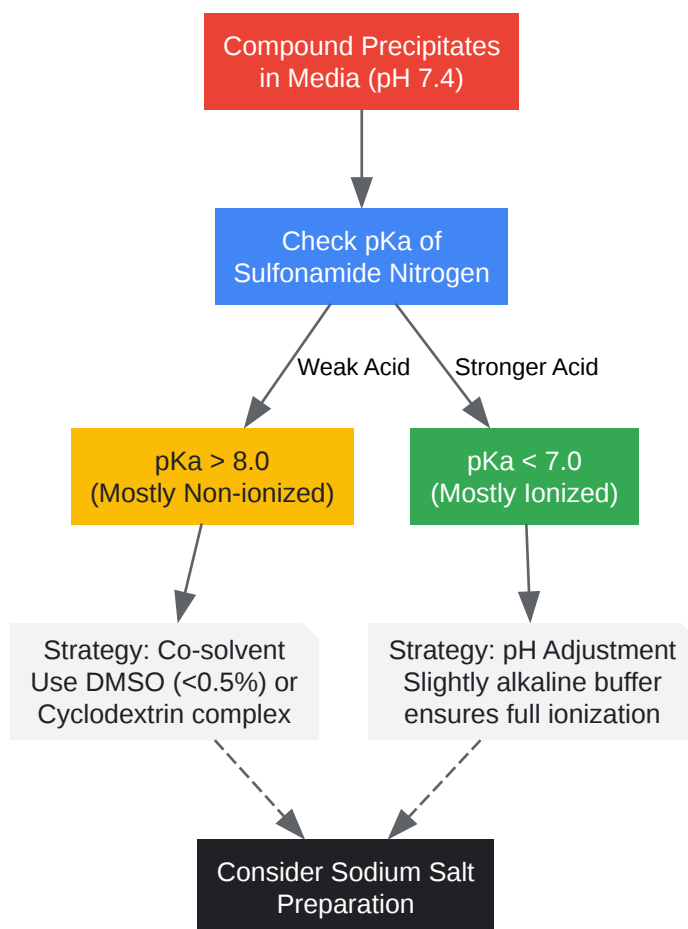 Compound Precipitates
in Media (pH 7.4)
Check pKa of
Sulfonamide Nitrogen
Weak Acid
Stronger Acid
pKa > 8.0
(Mostly Non-ionized)
pKa < 7.0
(Mostly Ionized)
Strategy: Co-solvent
Use DMSO (<0.5%) or
Cyclodextrin complex
Strategy: pH Adjustment
Slightly alkaline buffer
ensures full ionization
Consider Sodium Salt
Preparation